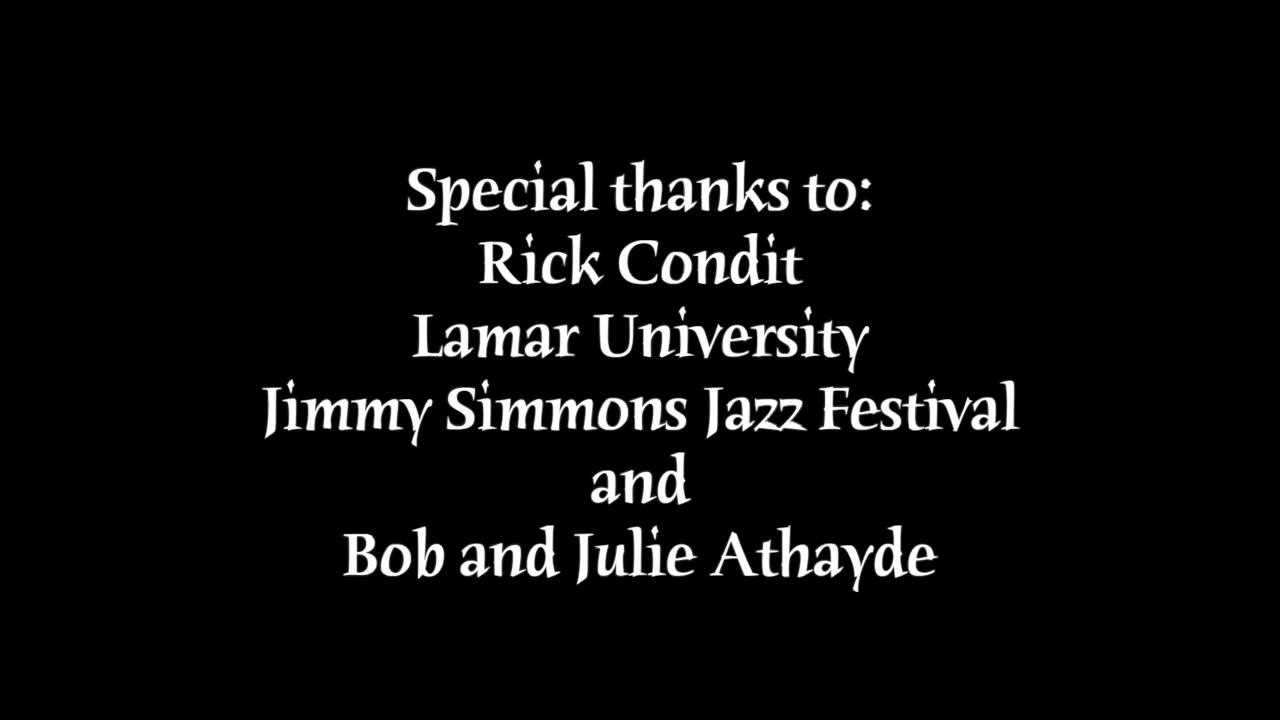 Special thanks to:
Rick Condit
Lamar University
Jimmy Simmons Jazz Festival
and
Bob and Julie Athayde